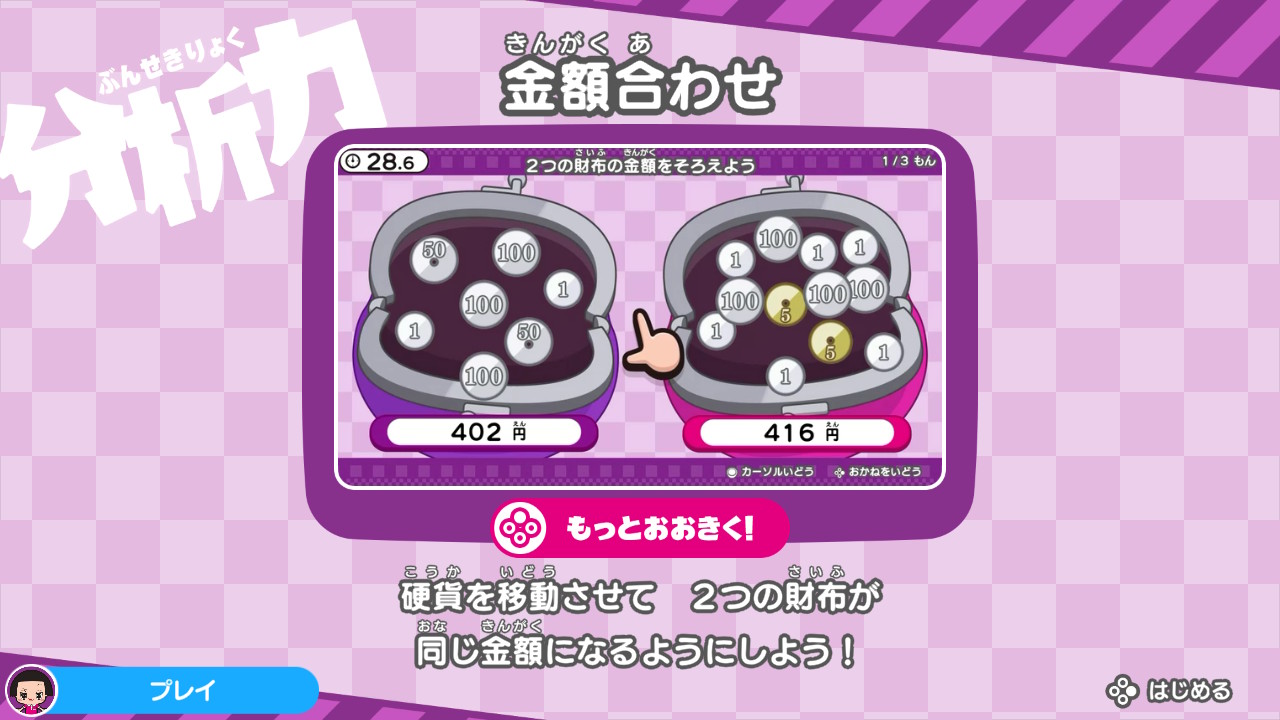 ぶんせきりょく
分析力
きんがく あ
金額合わせ
28.6
さいふ きんがく
2つの財布の金額をそろえよう
1/3 もん
50
100
100
1
1
50
100
100
1
1
1
100
5
100
100
1
5
1
1
402 円
えん
416 円
えん
カーソルいどう
おかねをいどう
もっとおおきく!
こうか いどう さいふ
硬貨を移動させて 2つの財布が
おな きんがく
同じ金額になるようにしよう!
プレイ
はじめる